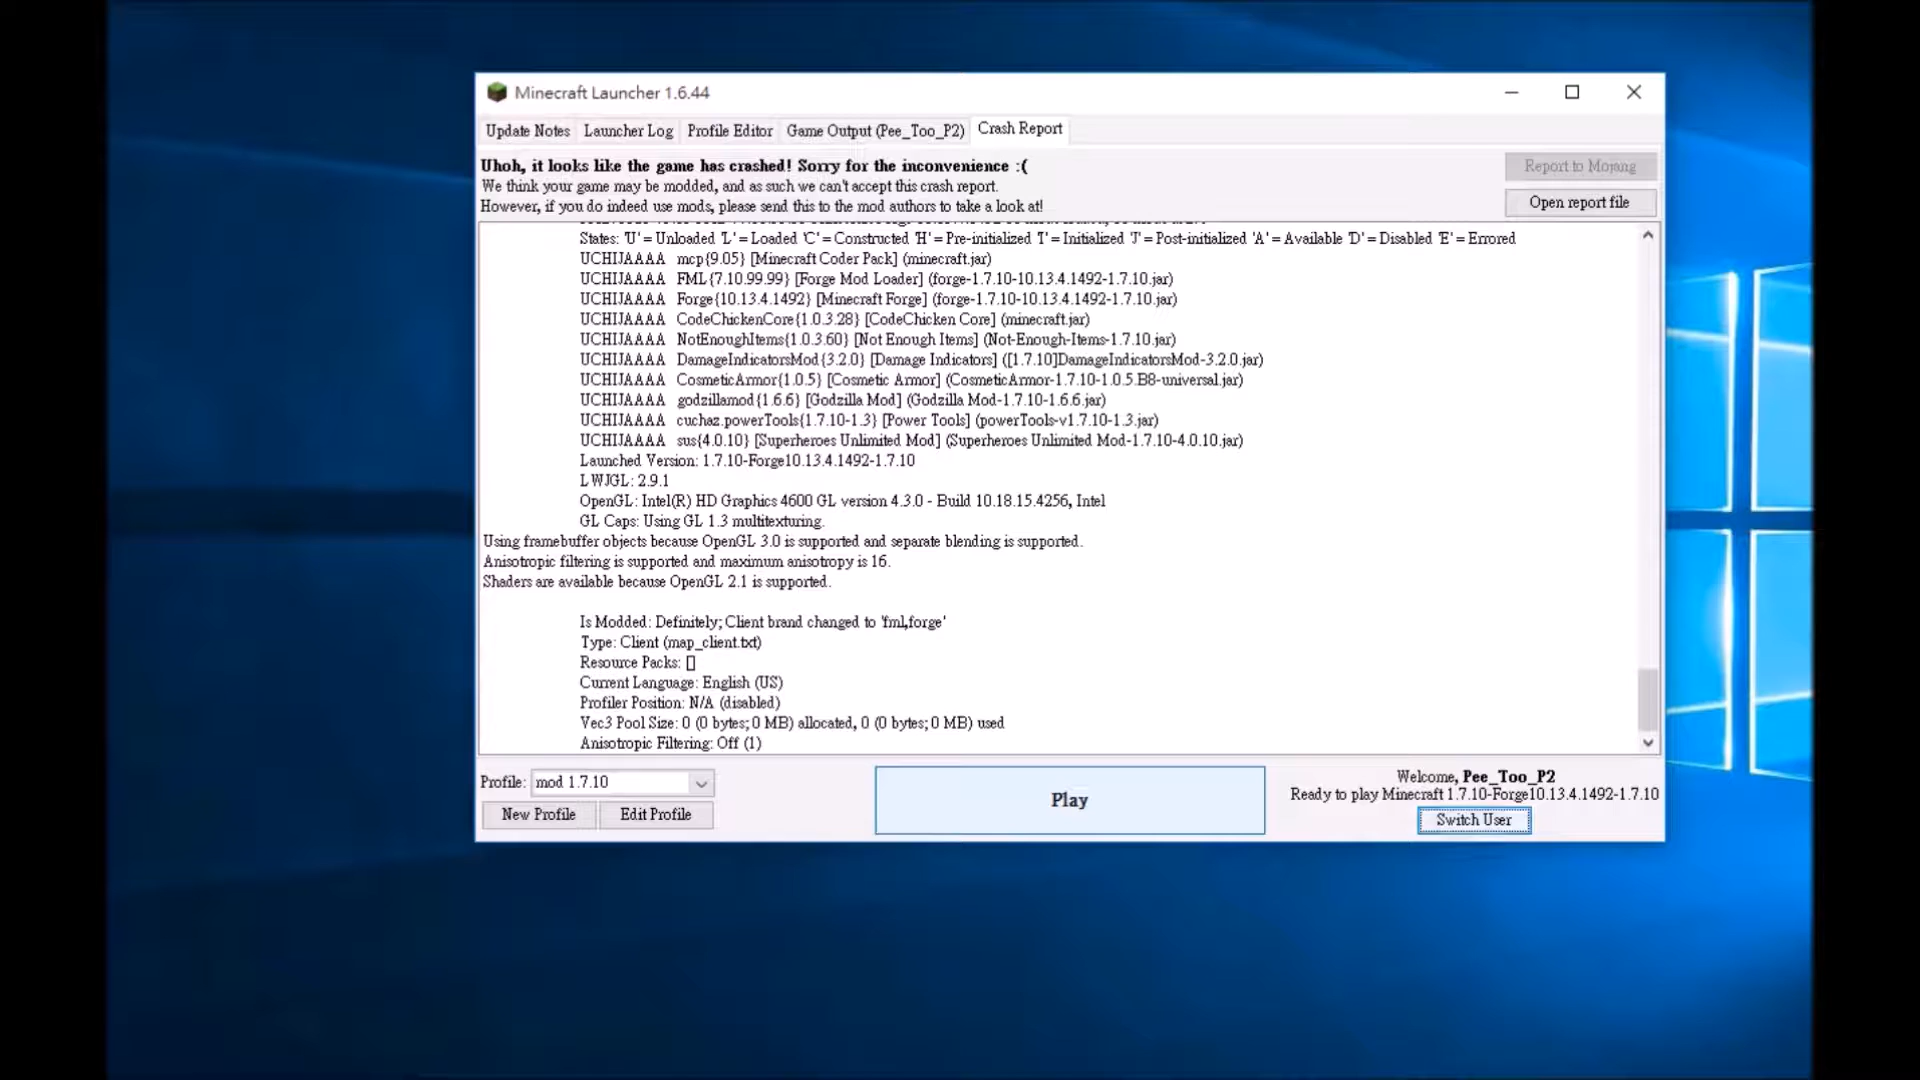 Minecraft Launcher 1.6.44
Update Notes Launcher Log Profile Editor Game Output (Pee_Too_P2) Crash Report
Uhoh, it looks like the game has crashed! Sorry for the inconvenience :(
We think your game may be modded, and as such we can't accept this crash report.
However, if you do indeed use mods, please send this to the mod authors to take a look at!
Report to Mojang
Open report file
States: 'U' = Unloaded 'L' = Loaded 'C' = Constructed 'H' = Pre-initialized 'I' = Initialized 'J' = Post-initialized 'A' = Available 'D' = Disabled 'E' = Errored
UCHIJAAAA mcp{9.05} [Minecraft Coder Pack] (minecraft.jar)
UCHIJAAAA FML{7.10.99.99} [Forge Mod Loader] (forge-1.7.10-10.13.4.1492-1.7.10.jar)
UCHIJAAAA Forge{10.13.4.1492} [Minecraft Forge] (forge-1.7.10-10.13.4.1492-1.7.10.jar)
UCHIJAAAA CodeChickenCore{1.0.3.28} [CodeChicken Core] (minecraft.jar)
UCHIJAAAA NotEnoughItems{1.0.3.60} [Not Enough Items] (Not-Enough-Items-1.7.10.jar)
UCHIJAAAA DamageIndicatorsMod{3.2.0} [Damage Indicators] ([1.7.10]DamageIndicatorsMod-3.2.0.jar)
UCHIJAAAA CosmeticArmor{1.0.5} [Cosmetic Armor] (CosmeticArmor-1.7.10-1.0.5.B8-universal.jar)
UCHIJAAAA godzillamod{1.6.6} [Godzilla Mod] (Godzilla Mod-1.7.10-1.6.6.jar)
UCHIJAAAA cuchaz.powerTools{1.7.10-1.3} [Power Tools] (powerTools-v1.7.10-1.3.jar)
UCHIJAAAA sus{4.0.10} [Superheroes Unlimited Mod] (Superheroes Unlimited Mod-1.7.10-4.0.10.jar)
Launched Version: 1.7.10-Forge10.13.4.1492-1.7.10
LWJGL: 2.9.1
OpenGL: Intel(R) HD Graphics 4600 GL version 4.3.0 - Build 10.18.15.4256, Intel
GL Caps: Using GL 1.3 multitexturing.
Using framebuffer objects because OpenGL 3.0 is supported and separate blending is supported.
Anisotropic filtering is supported and maximum anisotropy is 16.
Shaders are available because OpenGL 2.1 is supported.
Is Modded: Definitely; Client brand changed to 'fml,forge'
Type: Client (map_client.txt)
Resource Packs: []
Current Language: English (US)
Profiler Position: N/A (disabled)
Vec3 Pool Size: 0 (0 bytes; 0 MB) allocated, 0 (0 bytes; 0 MB) used
Anisotropic Filtering: Off (1)
Profile: mod 1.7.10
New Profile Edit Profile
Play
Welcome, Pee_Too_P2
Ready to play Minecraft 1.7.10-Forge10.13.4.1492-1.7.10
Switch User